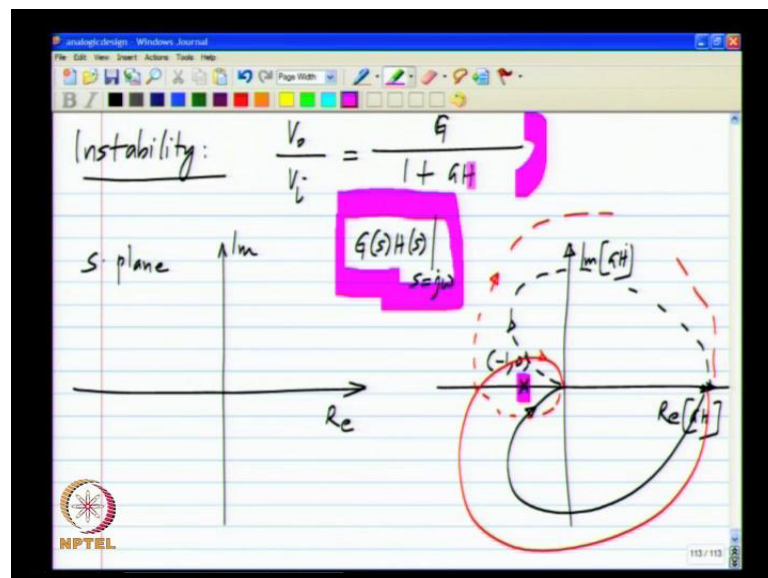 analogicdesign - Windows Journal
File Edit View Insert Actions Tools Help
Page Width
B I
Instability: V₀/Vᵢ = G/(1 + GH)
G(s)H(s)|s=jω
S-plane
Im
Re
Im[GH]
(-1,0)
Re[GH]
NPTEL
113 / 113